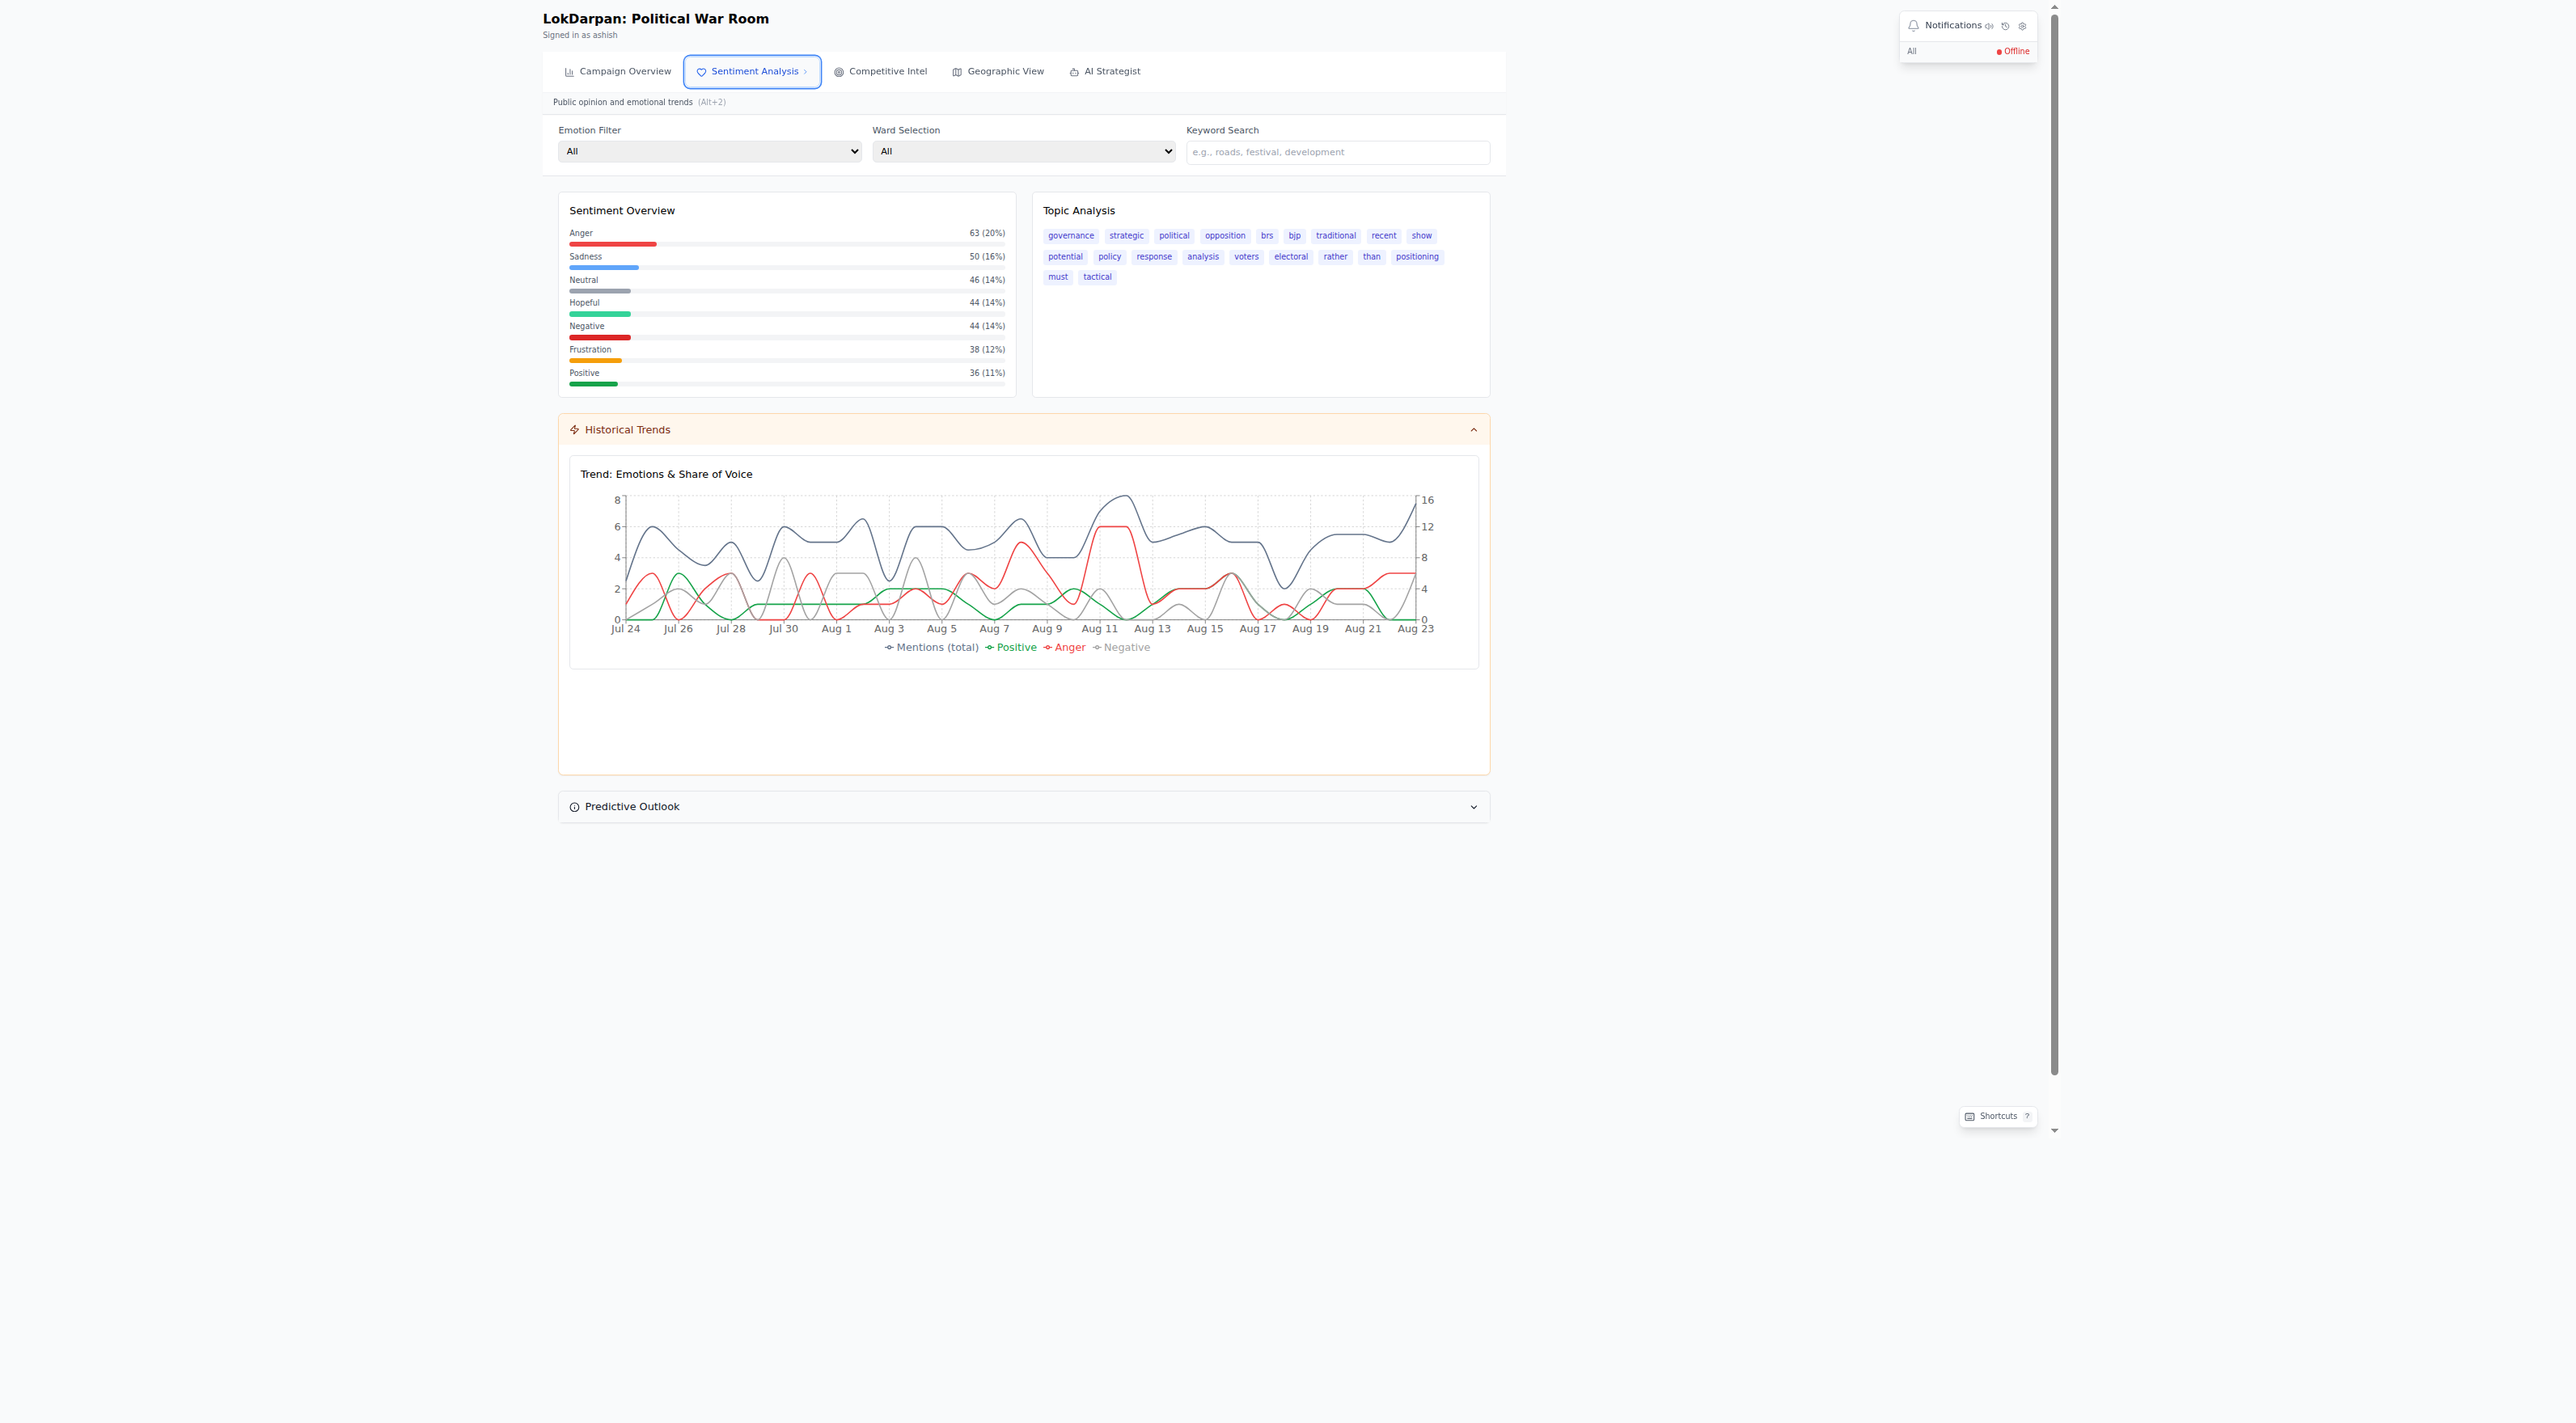 LokDarpan: Political War Room
Signed in as ashish
Notifications
All Offline
Campaign Overview Sentiment Analysis Competitive Intel Geographic View AI Strategist
Public opinion and emotional trends (Alt+2)
Emotion Filter Ward Selection Keyword Search
All All e.g., roads, festival, development
Sentiment Overview
Anger 63 (20%)
Sadness 50 (16%)
Neutral 46 (14%)
Hopeful 44 (14%)
Negative 44 (14%)
Frustration 38 (12%)
Positive 36 (11%)
Topic Analysis
governance strategic political opposition brs bjp traditional recent show
potential policy response analysis voters electoral rather than positioning
must tactical
Historical Trends
Trend: Emotions & Share of Voice
8 16
6 12
4 8
2 4
0 0
Jul 24 Jul 26 Jul 28 Jul 30 Aug 1 Aug 3 Aug 5 Aug 7 Aug 9 Aug 11 Aug 13 Aug 15 Aug 17 Aug 19 Aug 21 Aug 23
Mentions (total) Positive Anger Negative
Predictive Outlook
Shortcuts ?